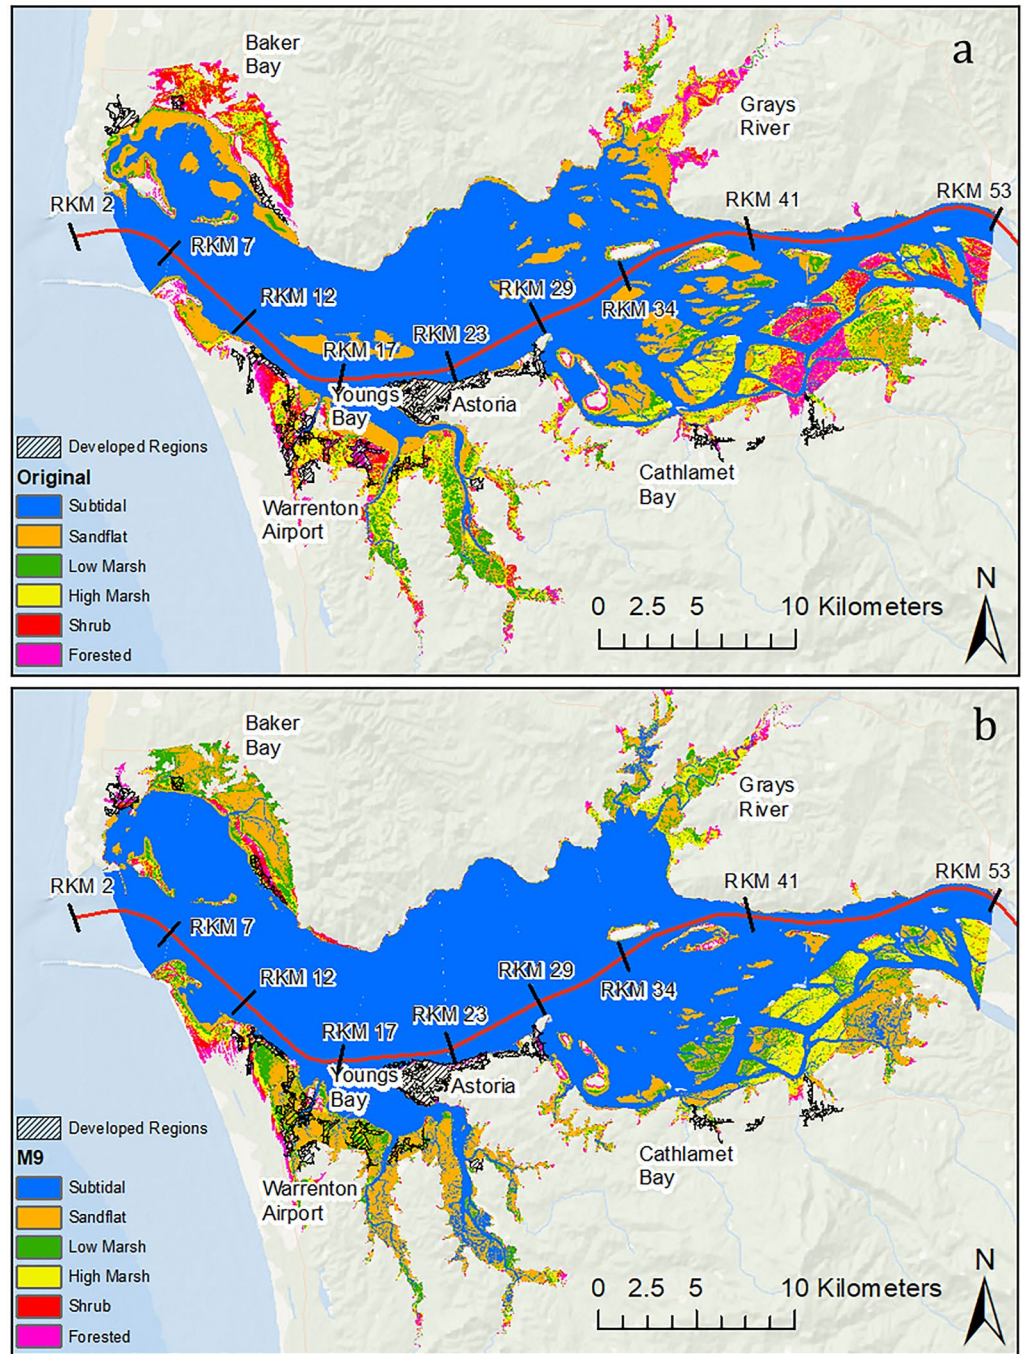 a
Baker
Bay
Grays
River
RKM 2
RKM 7
RKM 12
RKM 17
RKM 23
RKM 29
RKM 34
RKM 41
RKM 53
Youngs
Bay
Astoria
Warrenton
Airport
Cathlamet
Bay
Developed Regions
Original
Subtidal
Sandflat
Low Marsh
High Marsh
Shrub
Forested
0 2.5 5 10 Kilometers
N
b
Baker
Bay
Grays
River
RKM 2
RKM 7
RKM 12
RKM 17
RKM 23
RKM 29
RKM 34
RKM 41
RKM 53
Youngs
Bay
Astoria
Warrenton
Airport
Cathlamet
Bay
Developed Regions
M9
Subtidal
Sandflat
Low Marsh
High Marsh
Shrub
Forested
0 2.5 5 10 Kilometers
N